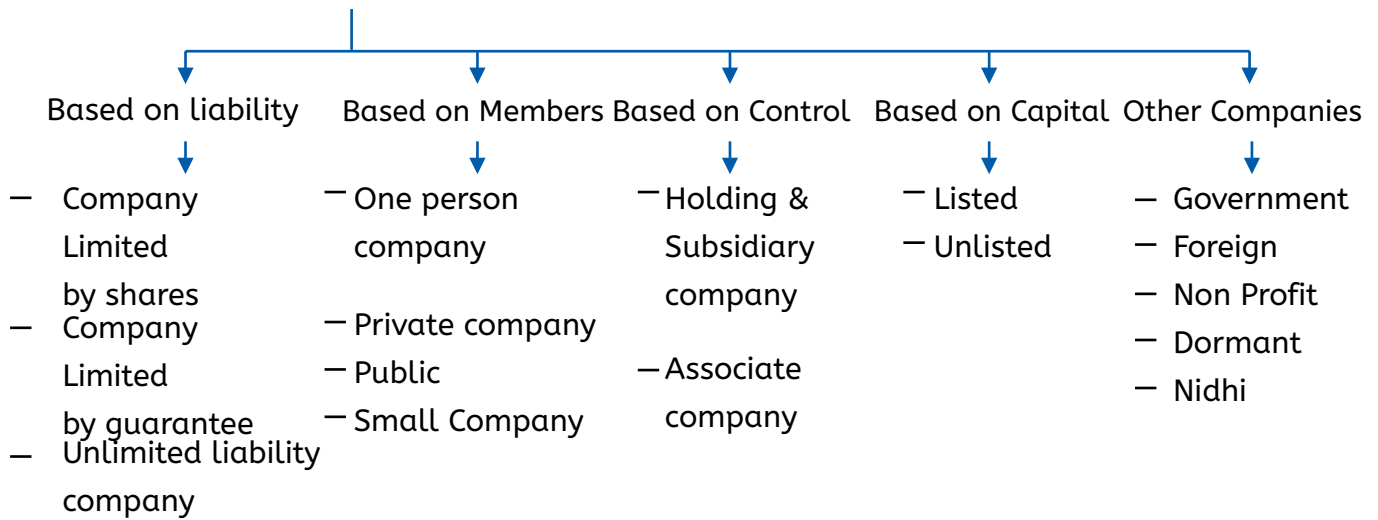 Based on liability
Based on Members
Based on Control
Based on Capital
Other Companies
— Company
Limited
by shares
— Company
Limited
by guarantee
— Unlimited liability
company
— One person
company
— Private company
— Public
— Small Company
— Holding &
Subsidiary
company
— Associate
company
— Listed
— Unlisted
— Government
— Foreign
— Non Profit
— Dormant
— Nidhi